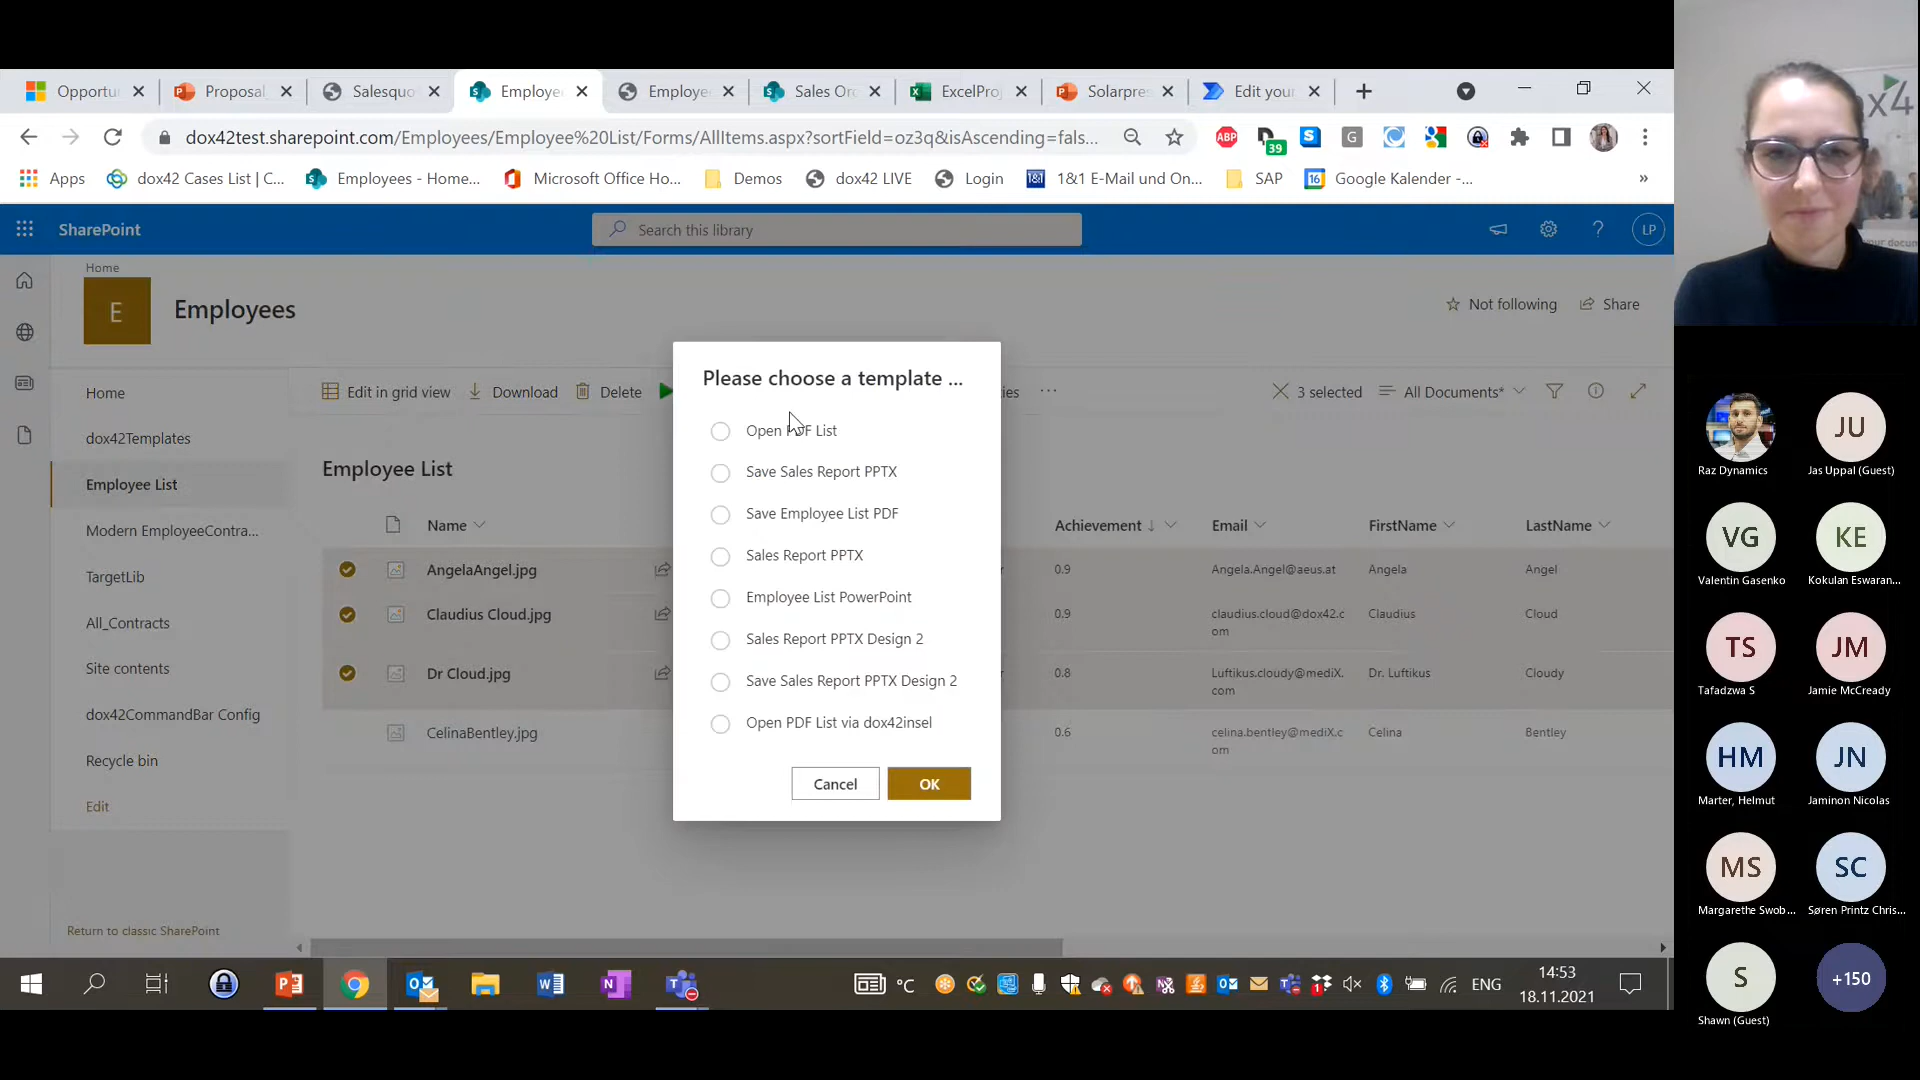 Opportu
Proposal
Salesquo
Employe
Employe
Sales Or
ExcelProj
Solarpres
Edit your
dox42test.sharepoint.com/Employees/Employee%20List/Forms/AllItems.aspx?sortField=oz3q&isAscending=fals...
ABP
39
Apps
dox42 Cases List | C...
Employees - Home...
Microsoft Office Ho...
Demos
dox42 LIVE
Login
1&1 E-Mail und On...
SAP
Google Kalender -...
»
SharePoint
Search this library
LP
Home
E
Employees
Not following
Share
Home
dox42Templates
Employee List
Modern EmployeeContra...
TargetLib
All_Contracts
Site contents
dox42CommandBar Config
Recycle bin
Edit
Return to classic SharePoint
Edit in grid view
Download
Delete
3 selected
All Documents*
Employee List
Name
Achievement
Email
FirstName
LastName
AngelaAngel.jpg
0.9
Angela.Angel@aeus.at
Angela
Angel
Claudius Cloud.jpg
0.9
claudius.cloud@dox42.c
om
Claudius
Cloud
Dr Cloud.jpg
0.8
Luftikus.cloudy@mediX.
com
Dr. Luftikus
Cloudy
CelinaBentley.jpg
0.6
celina.bentley@mediX.c
om
Celina
Bentley
Please choose a template ...
Open PDF List
Save Sales Report PPTX
Save Employee List PDF
Sales Report PPTX
Employee List PowerPoint
Sales Report PPTX Design 2
Save Sales Report PPTX Design 2
Open PDF List via dox42insel
Cancel
OK
°C
ENG
14:53
18.11.2021
Raz Dynamics
JU
Jas Uppal (Guest)
VG
Valentin Gasenko
KE
Kokulan Eswaran...
TS
Tafadzwa S
JM
Jamie McCready
HM
Marter, Helmut
JN
Jaminon Nicolas
MS
Margarethe Swob...
SC
Søren Printz Chris...
S
Shawn (Guest)
+150